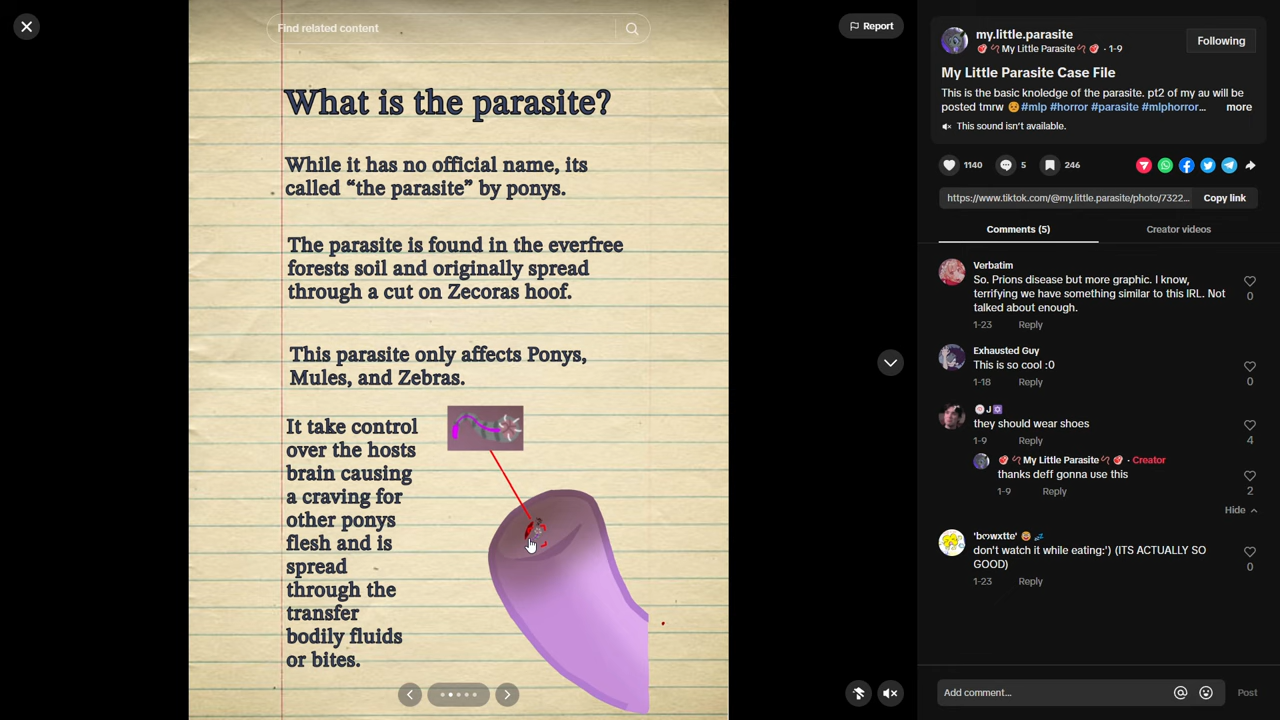 Find related content
Report
What is the parasite?
While it has no official name, its
called “the parasite” by ponys.
The parasite is found in the everfree
forests soil and originally spread
through a cut on Zecoras hoof.
This parasite only affects Ponys,
Mules, and Zebras.
It take control
over the hosts
brain causing
a craving for
other ponys
flesh and is
spread
through the
transfer
bodily fluids
or bites.
my.little.parasite
My Little Parasite · 1-9
Following
My Little Parasite Case File
This is the basic knoledge of the parasite. pt2 of my au will be
posted tmrw 😣#mlp #horror #parasite #mlphorror... more
This sound isn’t available.
1140 5 246
https://www.tiktok.com/@my.little.parasite/photo/7322... Copy link
Comments (5) Creator videos
Verbatim
So. Prions disease but more graphic. I know,
terrifying we have something similar to this IRL. Not
talked about enough.
0
1-23 Reply
Exhausted Guy
This is so cool :0
0
1-18 Reply
J
they should wear shoes
4
1-9 Reply
My Little Parasite · Creator
thanks deff gonna use this
2
1-9 Reply
Hide
don't watch it while eating:') (ITS ACTUALLY SO
GOOD)
0
1-23 Reply
Add comment...
Post